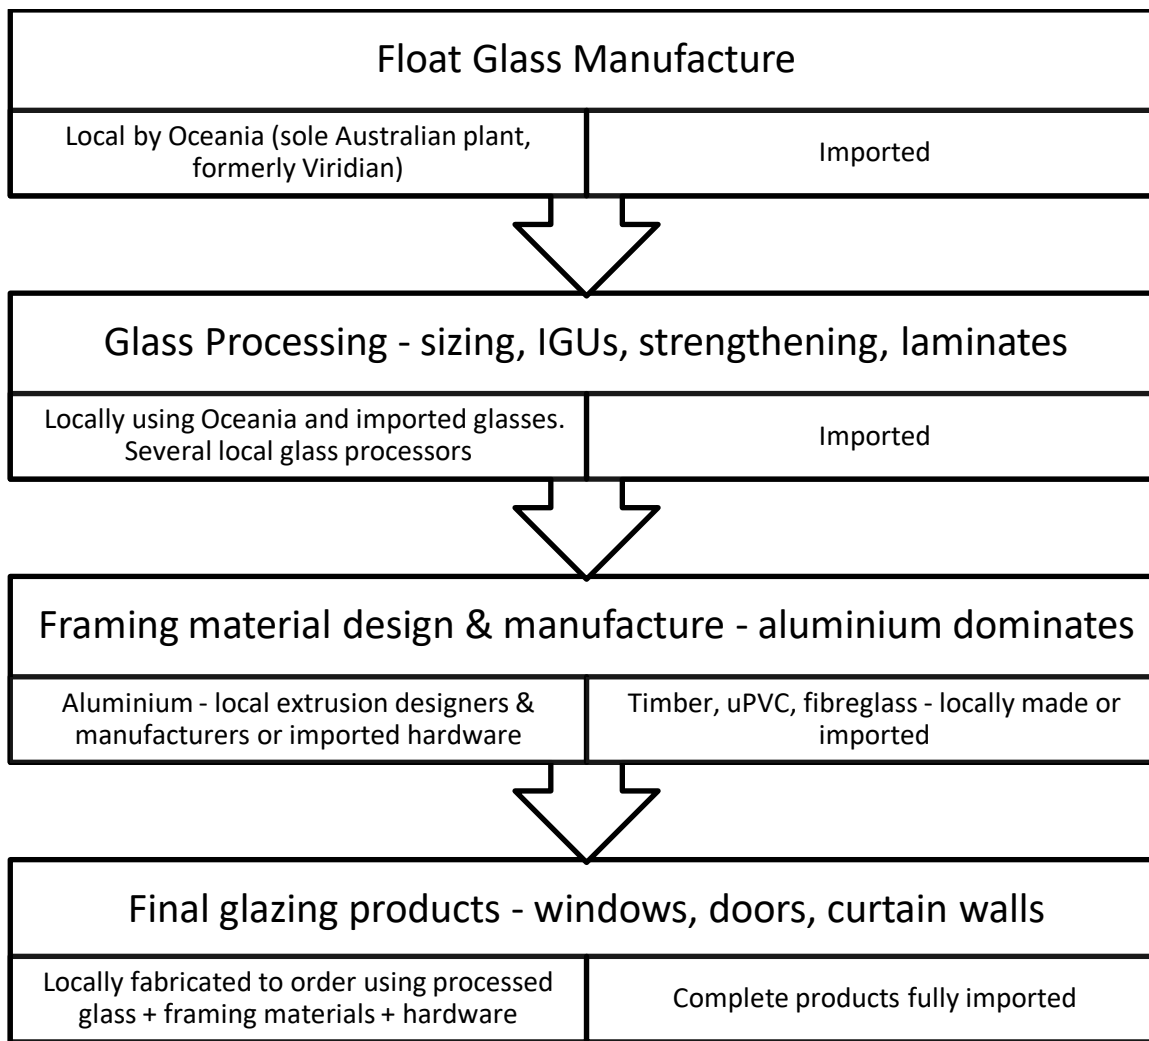 Float Glass Manufacture
Local by Oceania (sole Australian plant,
formerly Viridian)
Imported
Glass Processing - sizing, IGUs, strengthening, laminates
Locally using Oceania and imported glasses.
Several local glass processors
Imported
Framing material design & manufacture - aluminium dominates
Aluminium - local extrusion designers &
manufacturers or imported hardware
Timber, uPVC, fibreglass - locally made or
imported
Final glazing products - windows, doors, curtain walls
Locally fabricated to order using processed
glass + framing materials + hardware
Complete products fully imported